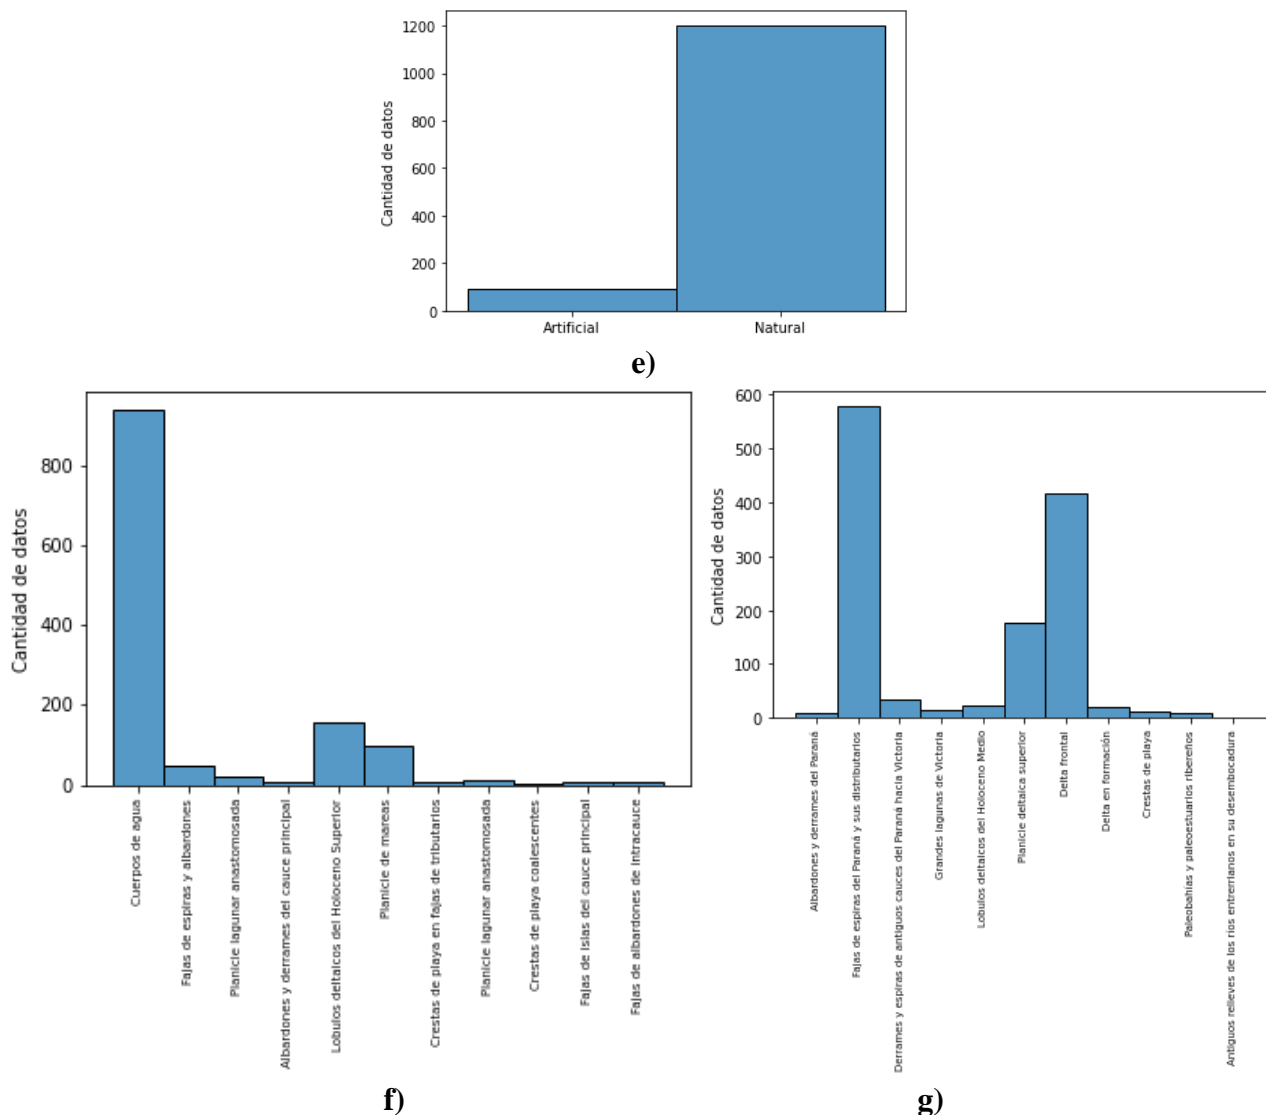 1200
1000
800
600
400
200
0
Cantidad de datos
Artificial
Natural
e)
800
600
400
200
0
Cantidad de datos
Cuerpos de agua
Fajas de espiras y albardones
Planicie lagunar anastomosada
Albardones y derrames del cauce principal
Lobulos deltaicos del Holoceno Superior
Planicie de mareas
Crestas de playa en fajas de tributarios
Planicie lagunar anastomosada
Crestas de playa coalescentes
Fajas de islas del cauce principal
Fajas de albardones de intracauce
f)
600
500
400
300
200
100
0
Cantidad de datos
Albardones y derrames del Paraná
Fajas de espiras del Paraná y sus distributarios
Derrames y espiras de antiguos cauces del Paraná hacia Victoria
Grandes lagunas de Victoria
Lobulos deltaicos del Holoceno Medio
Planicie deltaica superior
Delta frontal
Delta en formación
Crestas de playa
Paleobahías y paleoestuarios ribereños
Antiguos relieves de los ríos entrerrianos en su desembocadura
g)